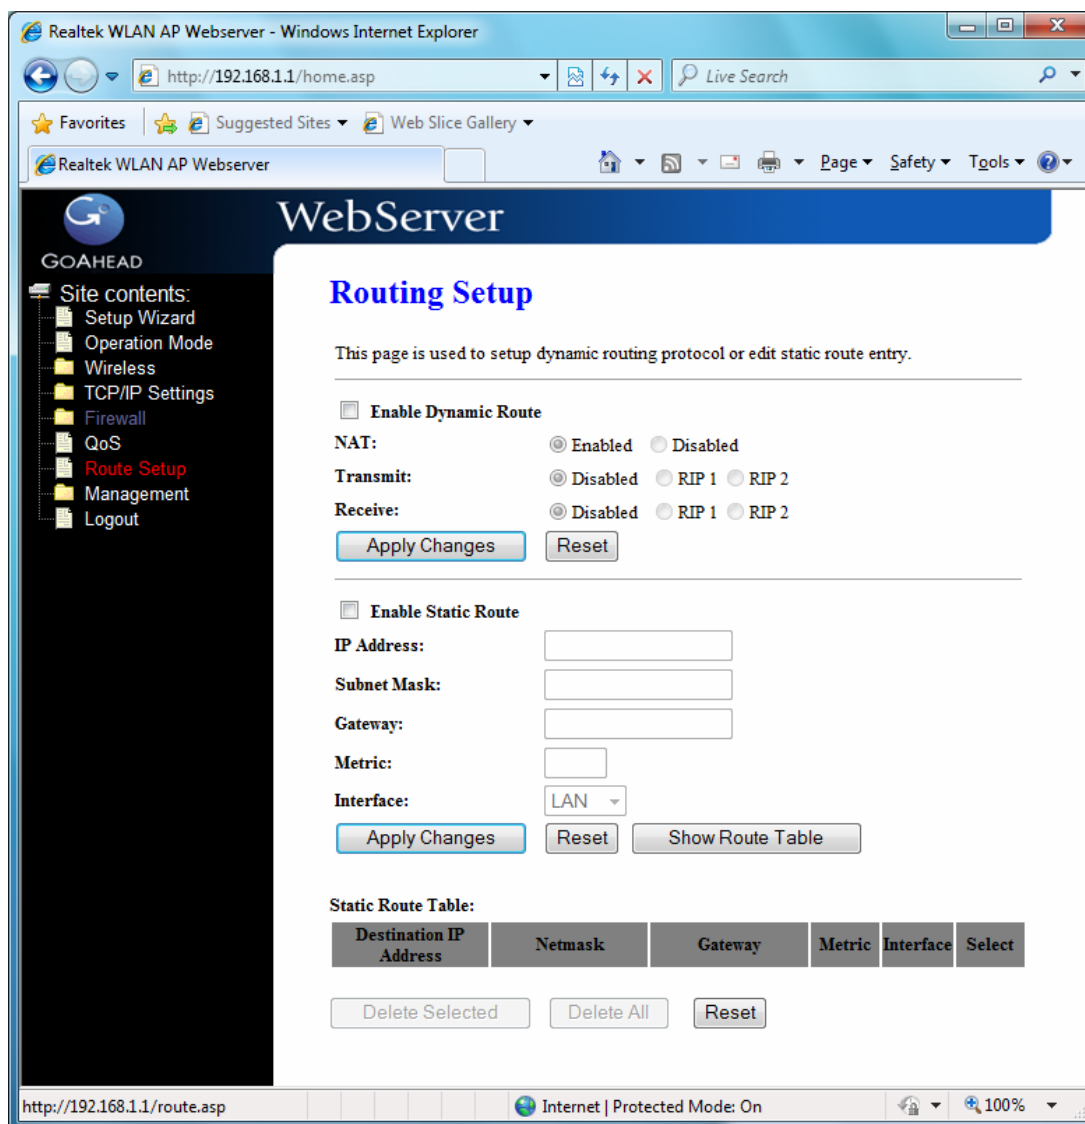 Realtek WLAN AP Webserver - Windows Internet Explorer
http://192.168.1.1/home.asp
Live Search
Favorites Suggested Sites Web Slice Gallery
Realtek WLAN AP Webserver
Page Safety Tools
GOAHEAD
WebServer
Site contents:
Setup Wizard
Operation Mode
Wireless
TCP/IP Settings
Firewall
QoS
Route Setup
Management
Logout
Routing Setup
This page is used to setup dynamic routing protocol or edit static route entry.
Enable Dynamic Route
NAT: Enabled Disabled
Transmit: Disabled RIP 1 RIP 2
Receive: Disabled RIP 1 RIP 2
Apply Changes Reset
Enable Static Route
IP Address:
Subnet Mask:
Gateway:
Metric:
Interface: LAN
Apply Changes Reset Show Route Table
Static Route Table:
Destination IP Address Netmask Gateway Metric Interface Select
Delete Selected Delete All Reset
http://192.168.1.1/route.asp Internet | Protected Mode: On 100%